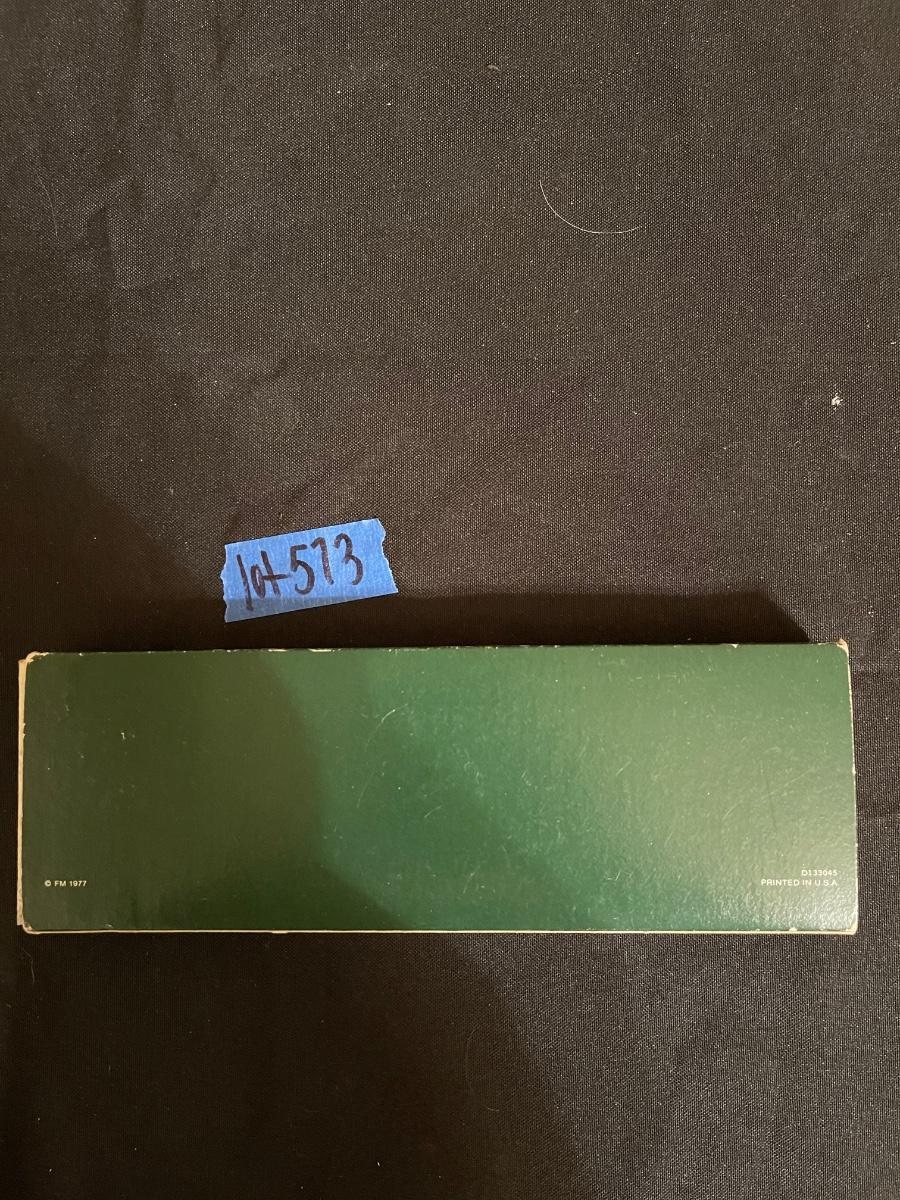 lot 573
© FM 1977
D133045
PRINTED IN U.S.A.